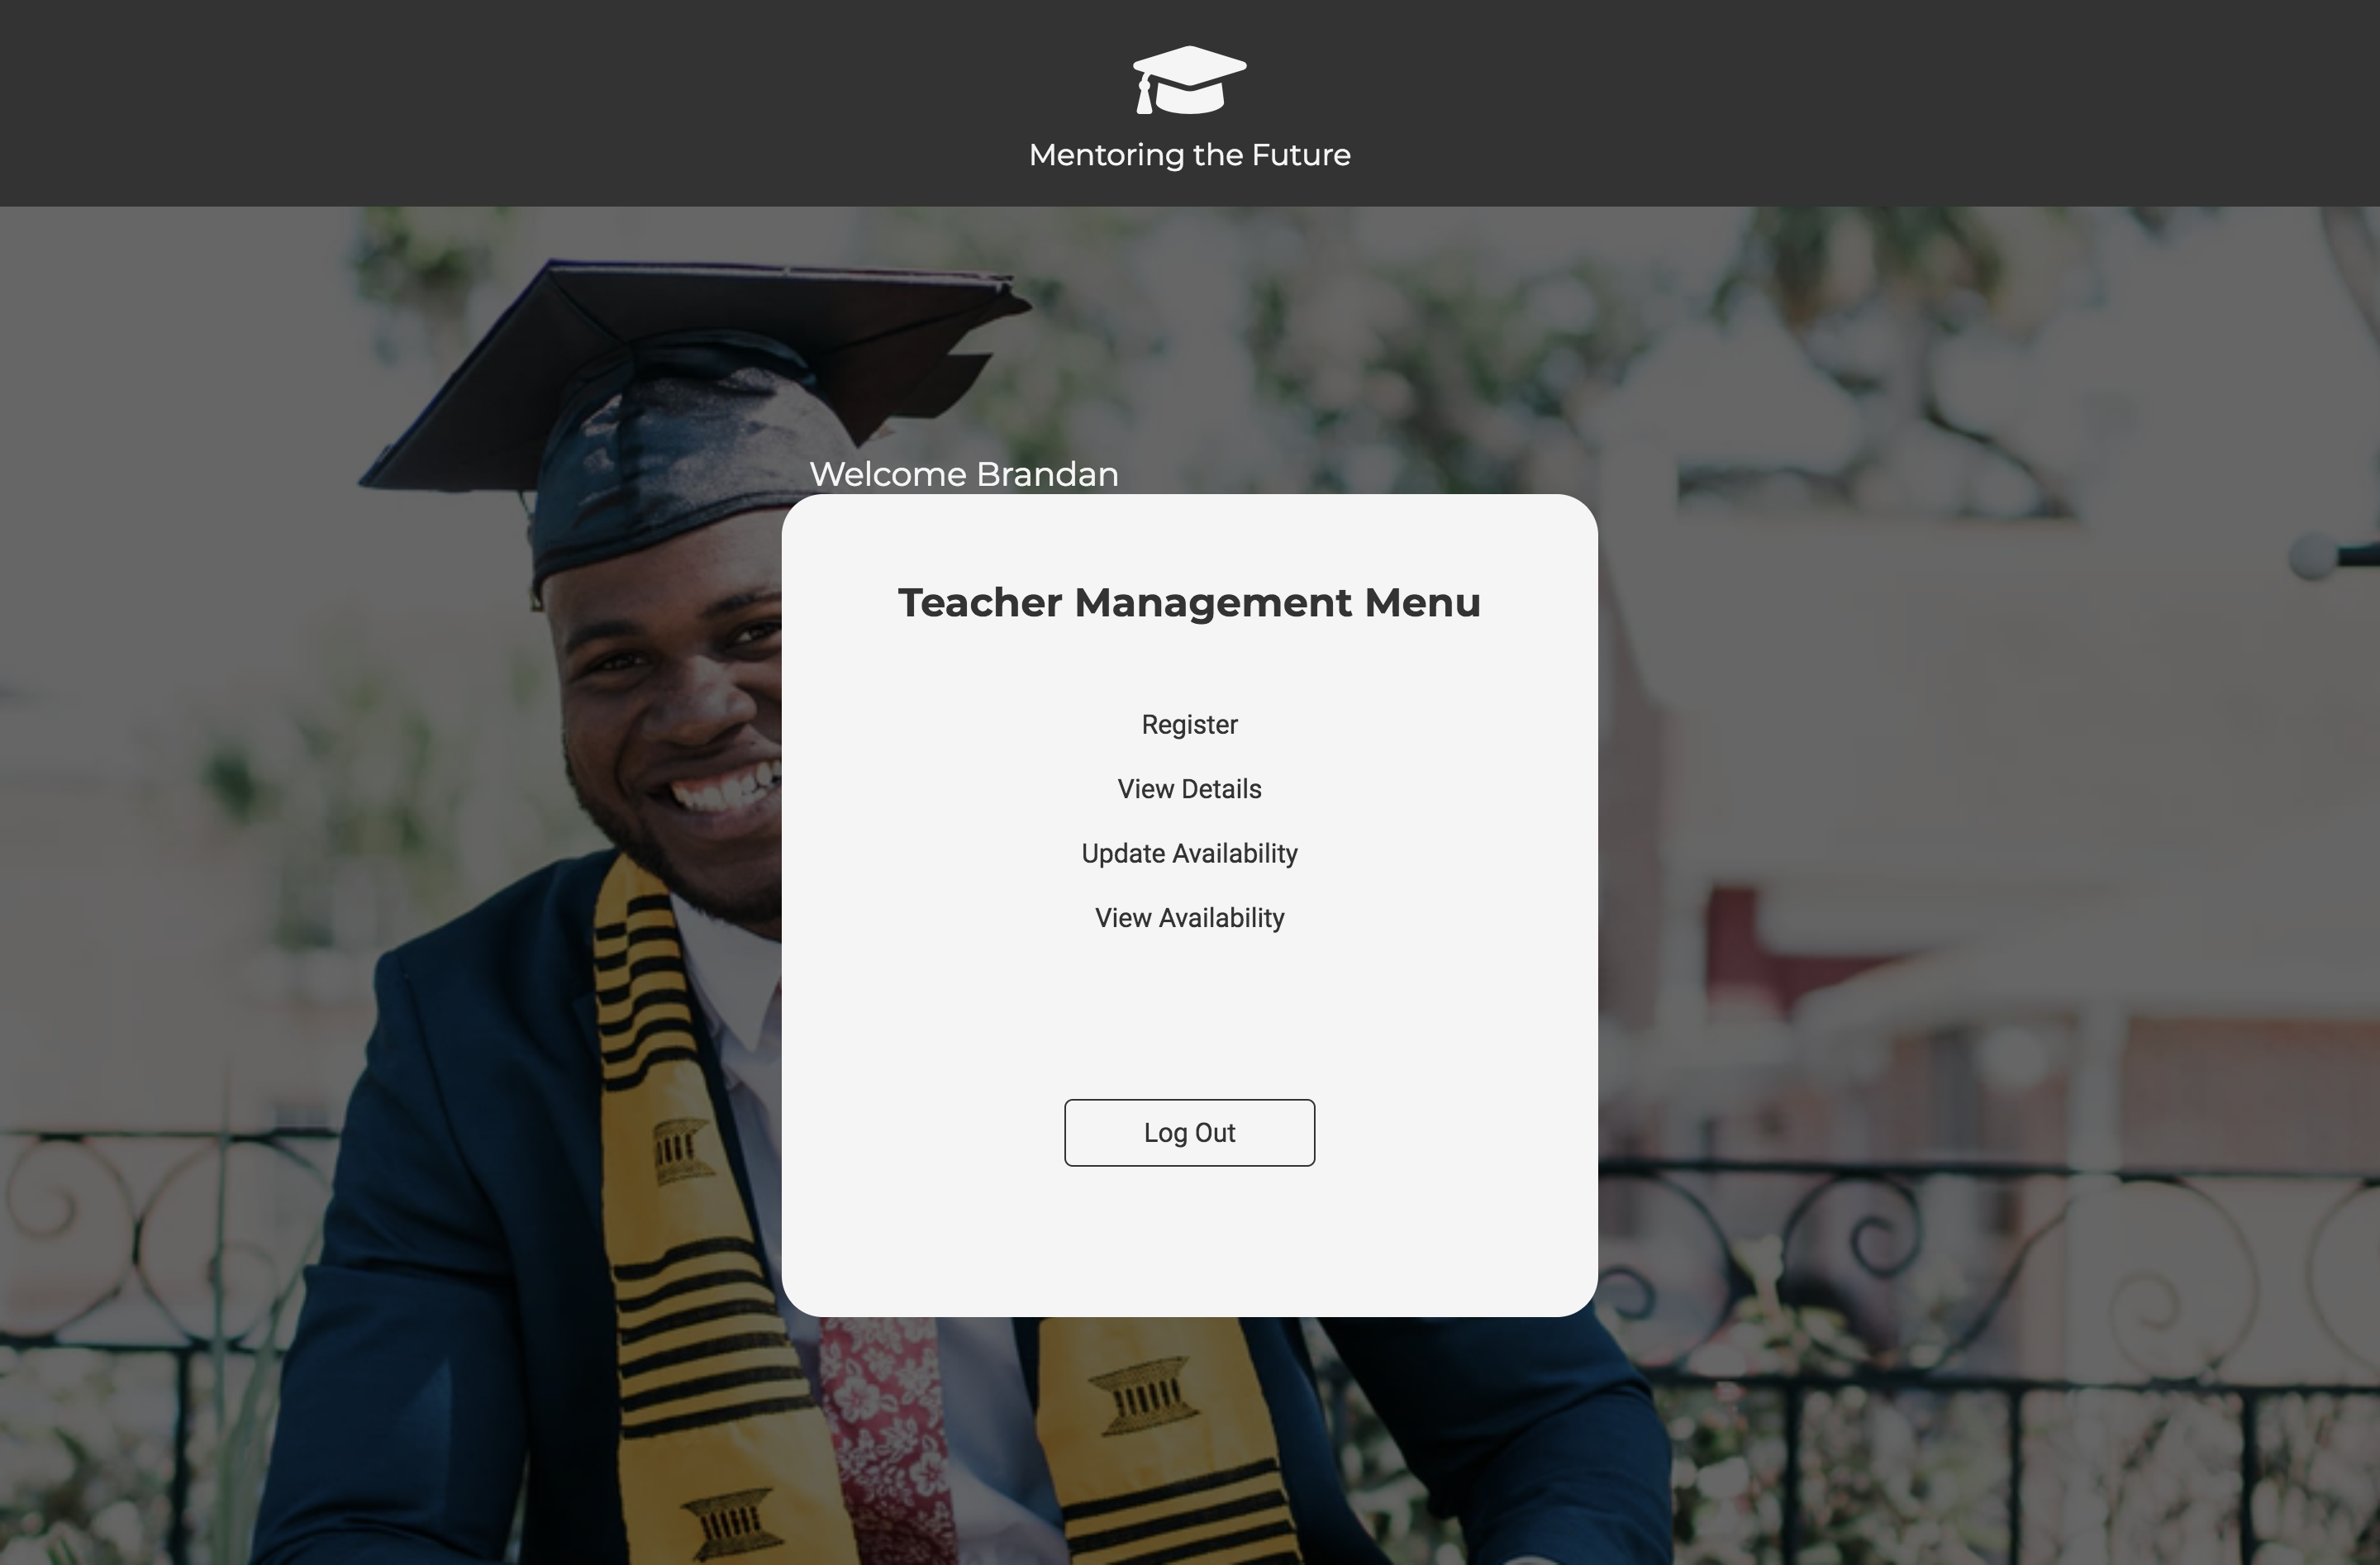 Mentoring the Future
Welcome Brandan
Teacher Management Menu
Register
View Details
Update Availability
View Availability
Log Out